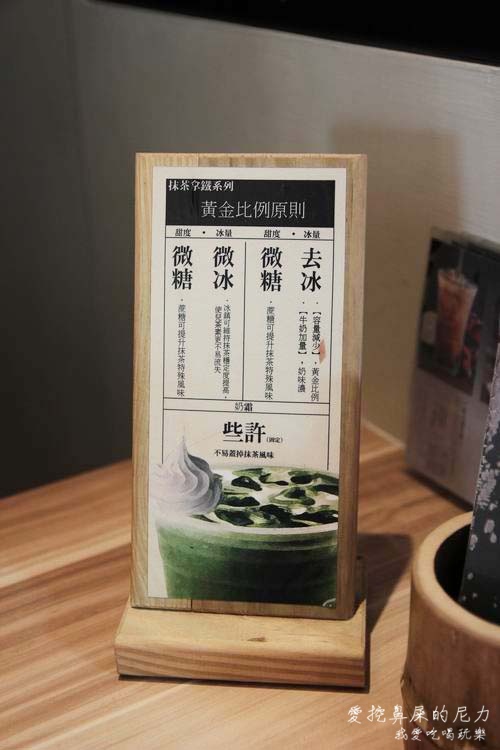 抹茶拿鐵系列
黃金比例原則
甜度・冰量
甜度・冰量
去冰
・【容量減少】，黃金比例
・【牛奶加量】，奶味濃
微糖
・蔗糖可提升抹茶特殊風味
微冰
・冰鎮可維持抹茶穩定度提高，
使兒茶素更不易流失
微糖
・蔗糖可提升抹茶特殊風味
奶霜
些許(固定)
不易蓋掉抹茶風味
愛挖鼻屎的尼力
我愛吃喝玩樂